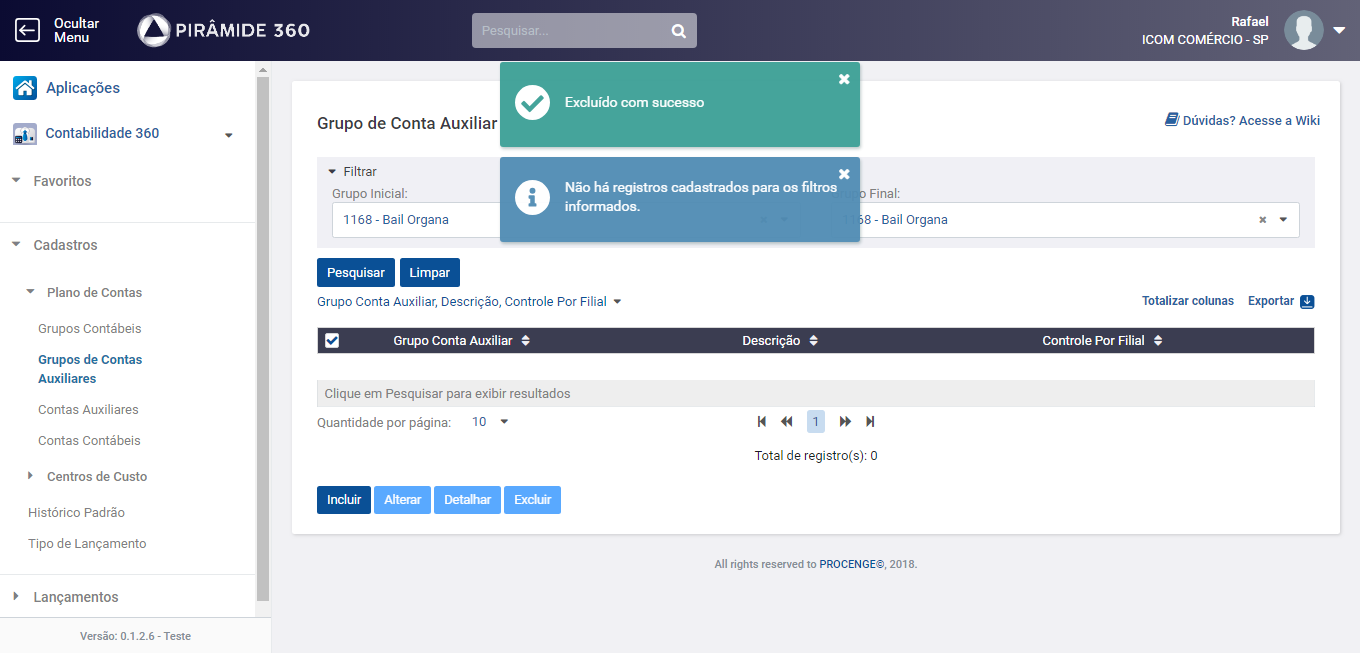 Ocultar
Menu
PIRÂMIDE 360
Pesquisar...
Rafael
ICOM COMÉRCIO - SP
Aplicações
Contabilidade 360
Favoritos
Cadastros
Plano de Contas
Grupos Contábeis
Grupos de Contas
Auxiliares
Contas Auxiliares
Contas Contábeis
Centros de Custo
Histórico Padrão
Tipo de Lançamento
Lançamentos
Versão: 0.1.2.6 - Teste
Excluído com sucesso
Não há registros cadastrados para os filtros
informados.
Grupo de Conta Auxiliar
Dúvidas? Acesse a Wiki
Filtrar
Grupo Inicial:
Final:
1168 - Bail Organa
1168 - Bail Organa
Pesquisar
Limpar
Grupo Conta Auxiliar, Descrição, Controle Por Filial
Totalizar colunas
Exportar
Grupo Conta Auxiliar
Descrição
Controle Por Filial
Clique em Pesquisar para exibir resultados
Quantidade por página:
10
1
Total de registro(s): 0
Incluir
Alterar
Detalhar
Excluir
All rights reserved to PROCENGE©, 2018.